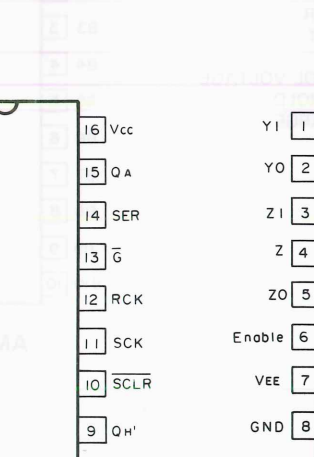 16 Vcc
15 QA
14 SER
13 G̅
12 RCK
11 SCK
10 S̅C̅L̅R̅
9 QH'
Y1 1
Y0 2
Z1 3
Z 4
Z0 5
Enable 6
VEE 7
GND 8